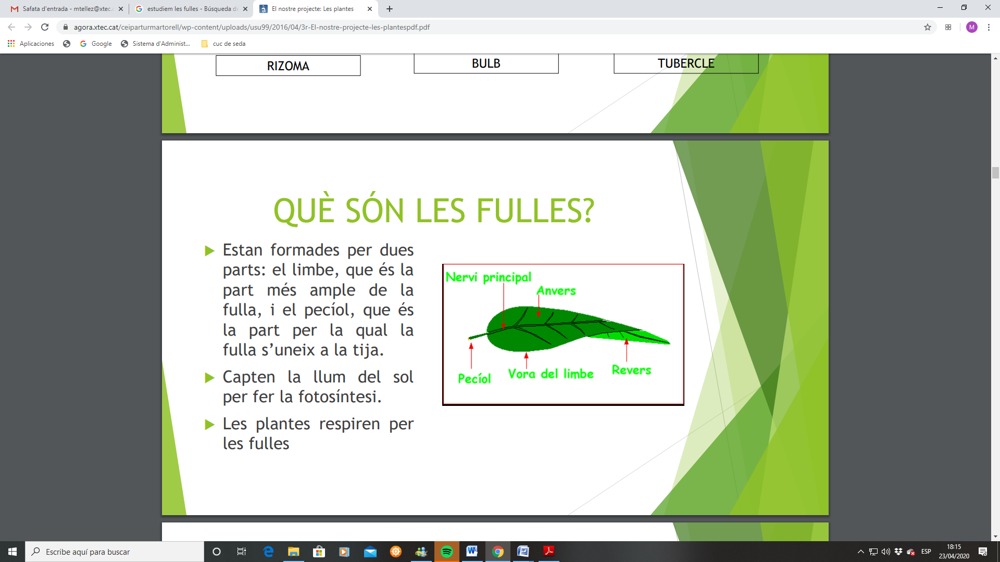 Safata d'entrada - mtellez@xtec.c
estudiem les fulles - Búsqueda de
El nostre projecte: Les plantes
agora.xtec.cat/ceiparturmartorell/wp-content/uploads/usu99/2016/04/3r-El-nostre-projecte-les-plantespdf.pdf
M
Aplicaciones
Google
Sistema d'Administ...
cuc de seda
RIZOMA
BULB
TUBERCLE
QUÈ SÓN LES FULLES?
Estan formades per dues
parts: el limbe, que és la
part més ample de la
fulla, i el pecíol, que és
la part per la qual la
fulla s'uneix a la tija.
Capten la llum del sol
per fer la fotosíntesi.
Les plantes respiren per
les fulles
Nervi principal
Anvers
Pecíol
Vora del limbe
Revers
Escribe aquí para buscar
ESP
18:15
23/04/2020